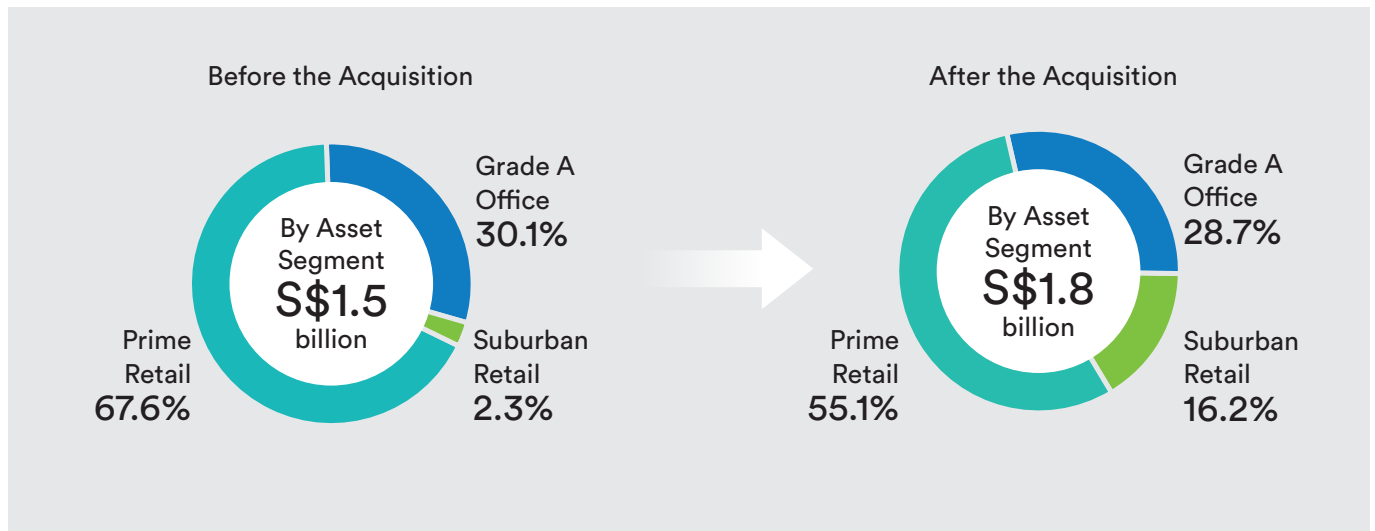 Before the Acquisition
By Asset
Segment
S$1.5
billion
Grade A
Office
30.1%
Prime
Retail
67.6%
Suburban
Retail
2.3%
After the Acquisition
By Asset
Segment
S$1.8
billion
Grade A
Office
28.7%
Prime
Retail
55.1%
Suburban
Retail
16.2%